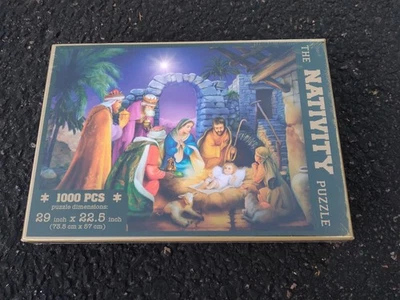 THE NATIVITY PUZZLE
* 1000 PCS *
puzzle dimensions:
29 inch x 22.5 inch
(73.5 cm x 57 cm)